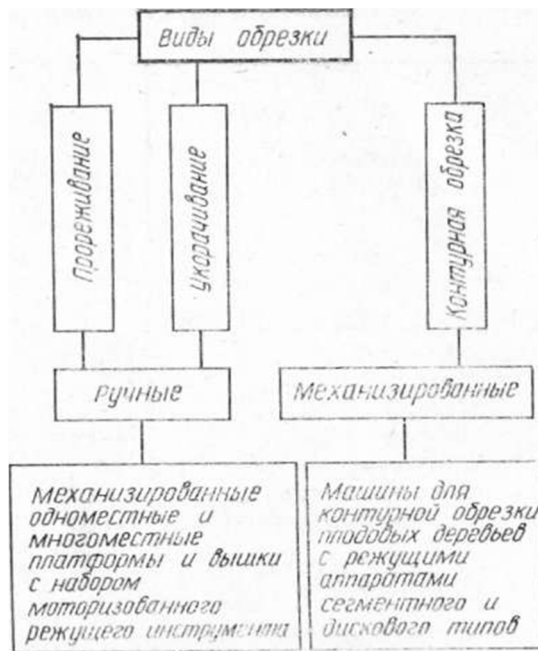 Виды обрезки
Прореживание
Укорачивание
Контурная обрезка
Ручные
Механизированные
Механизированные
одноместные и
многоместные
платформы и вышки
с набором
моторизованного
режущего инструмента
Машины для
контурной обрезки
плодовых деревьев
с режущими
аппаратами
сегментного и
дискового типов